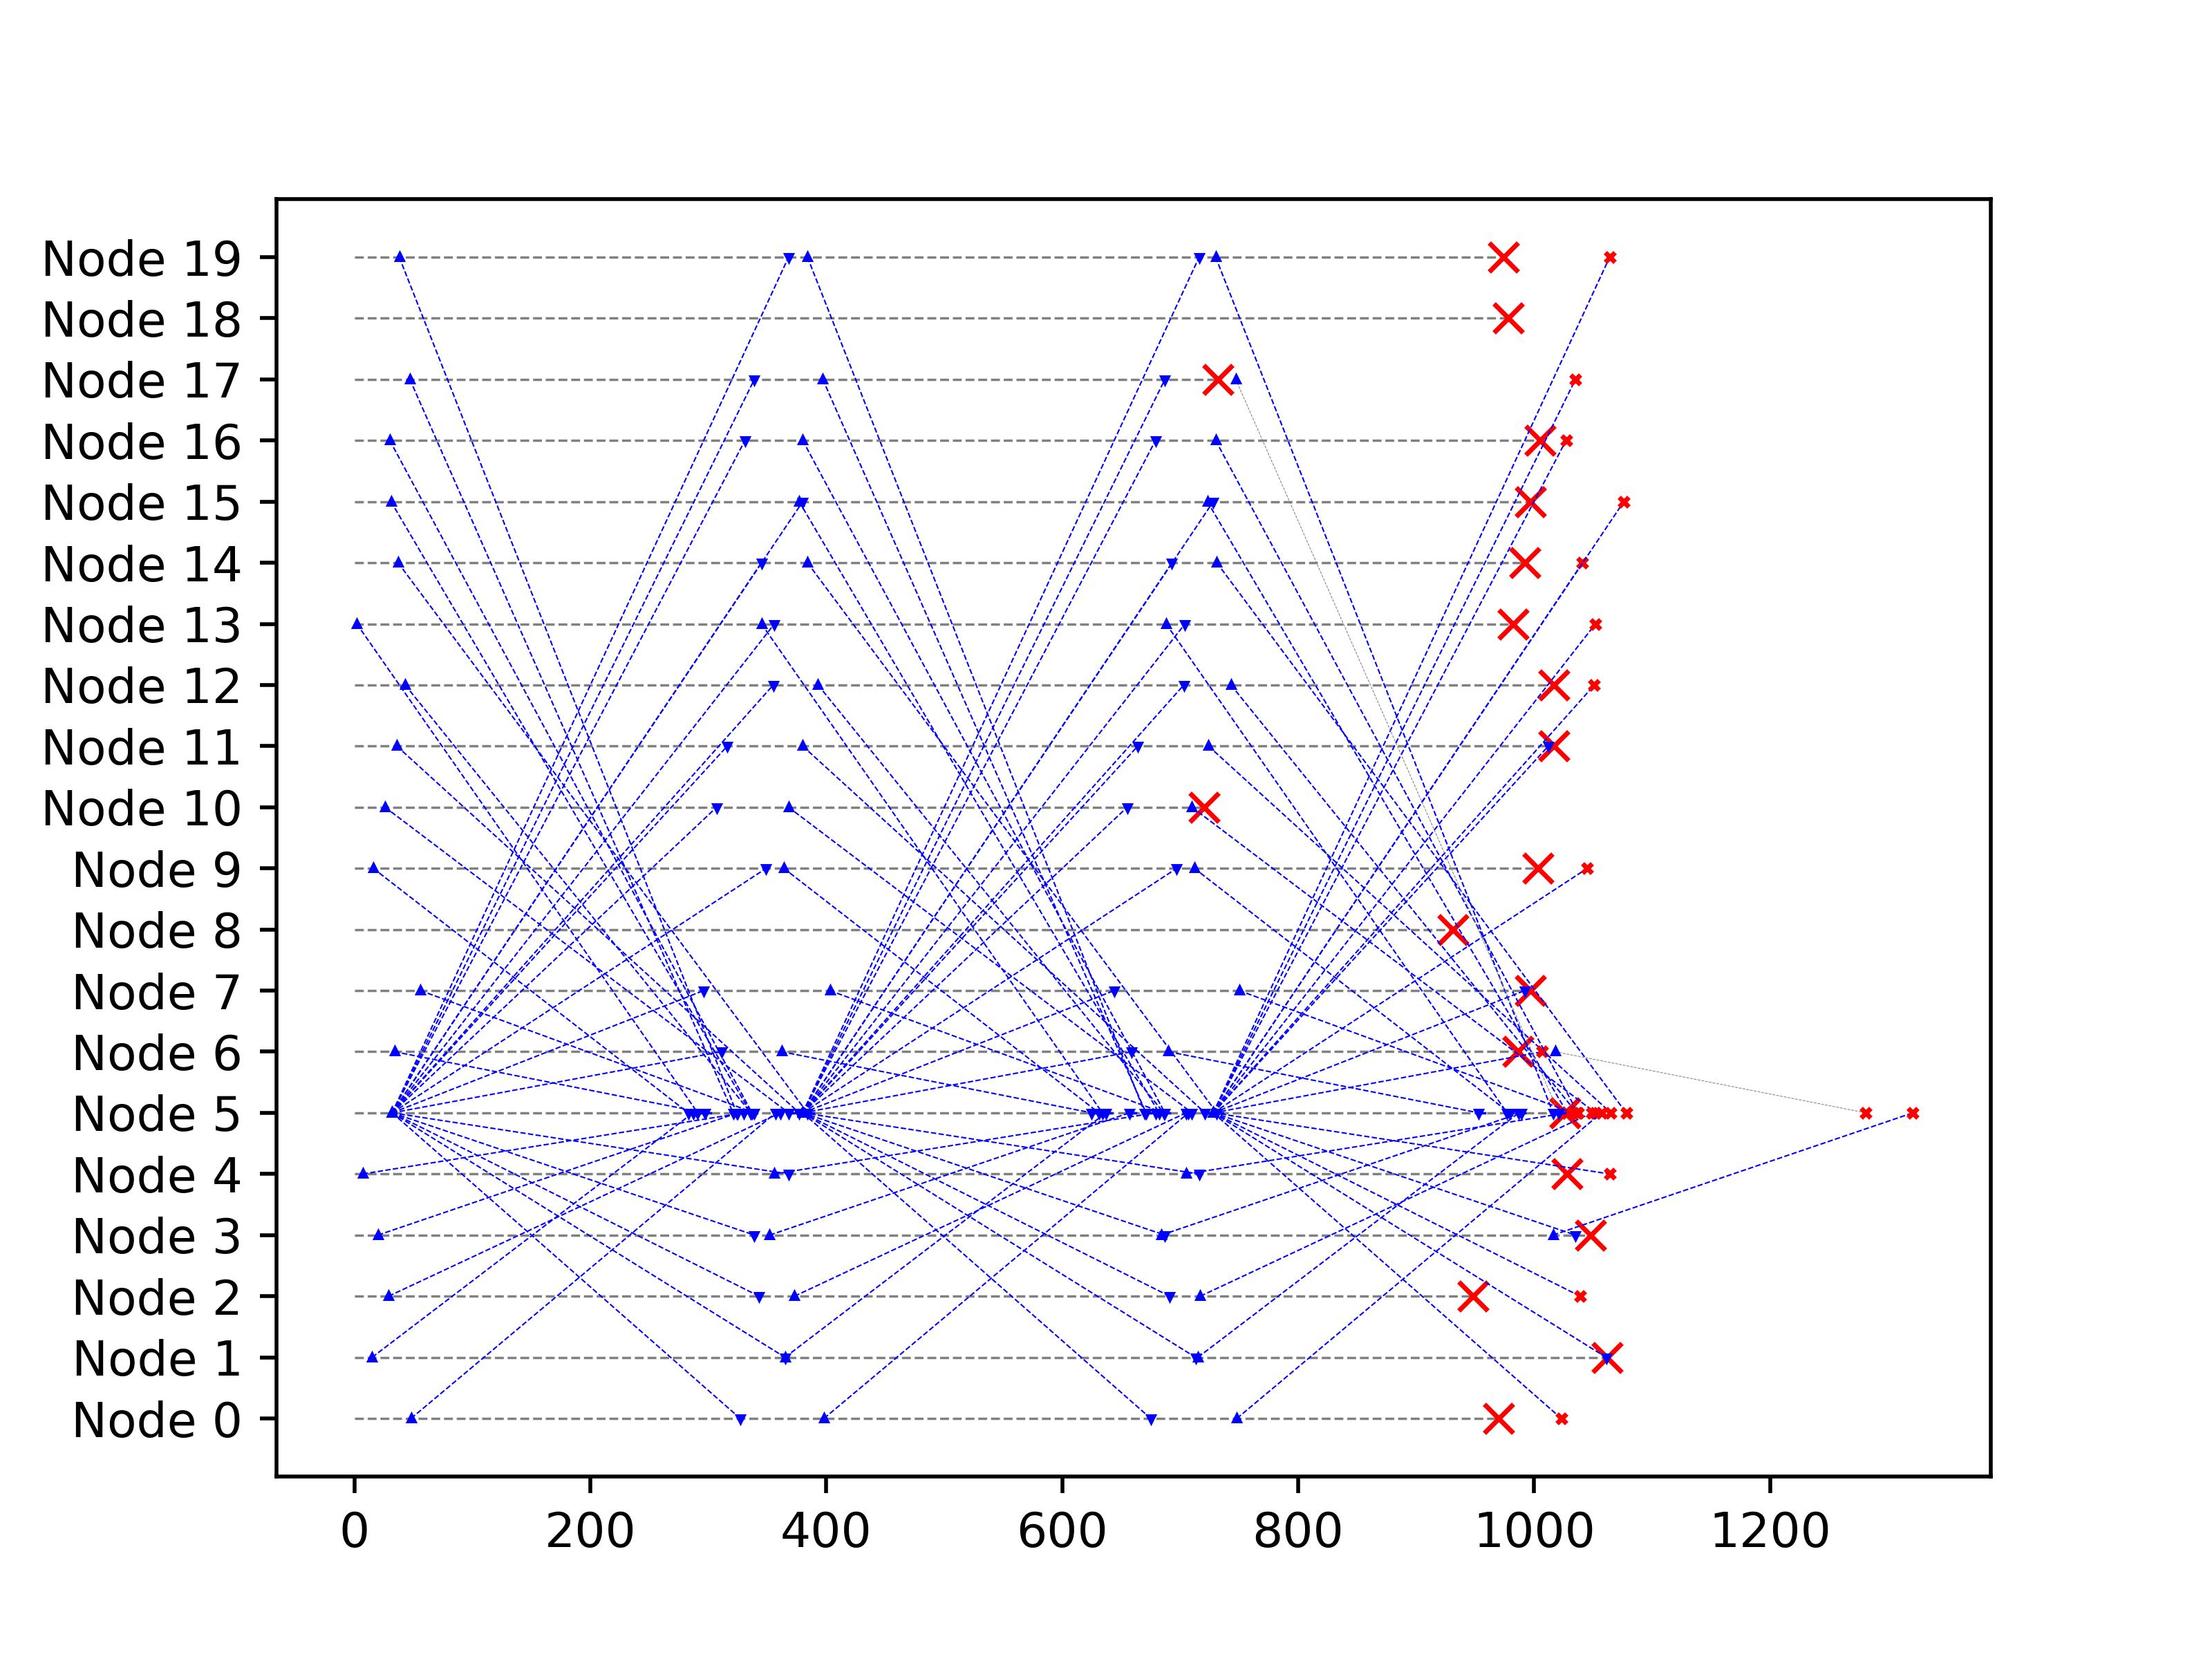 Node 19
Node 18
Node 17
Node 16
Node 15
Node 14
Node 13
Node 12
Node 11
Node 10
Node 9
Node 8
Node 7
Node 6
Node 5
Node 4
Node 3
Node 2
Node 1
Node 0
0 200 400 600 800 1000 1200